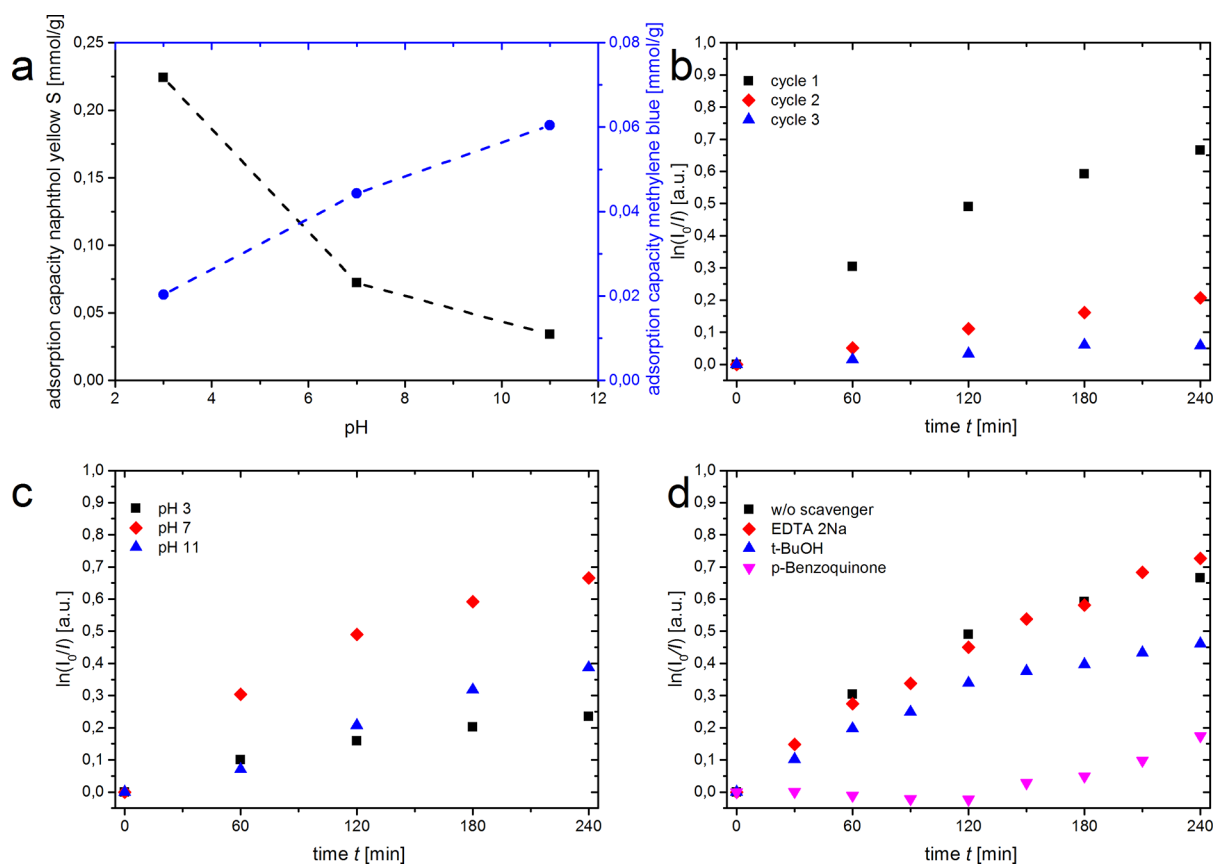 a
adsorption capacity naphthol yellow S [mmol/g]
0,25
0,20
0,15
0,10
0,05
0,00
2
4
6
8
10
12
pH
0,08
0,06
0,04
0,02
0,00
adsorption capacity methylene blue [mmol/g]
b
ln(I₀/I) [a.u.]
1,0
0,9
0,8
0,7
0,6
0,5
0,4
0,3
0,2
0,1
0,0
cycle 1
cycle 2
cycle 3
0
60
120
180
240
time t [min]
c
ln(I₀/I) [a.u.]
1,0
0,9
0,8
0,7
0,6
0,5
0,4
0,3
0,2
0,1
0,0
pH 3
pH 7
pH 11
0
60
120
180
240
time t [min]
d
ln(I₀/I) [a.u.]
1,0
0,9
0,8
0,7
0,6
0,5
0,4
0,3
0,2
0,1
0,0
w/o scavenger
EDTA 2Na
t-BuOH
p-Benzoquinone
0
60
120
180
240
time t [min]